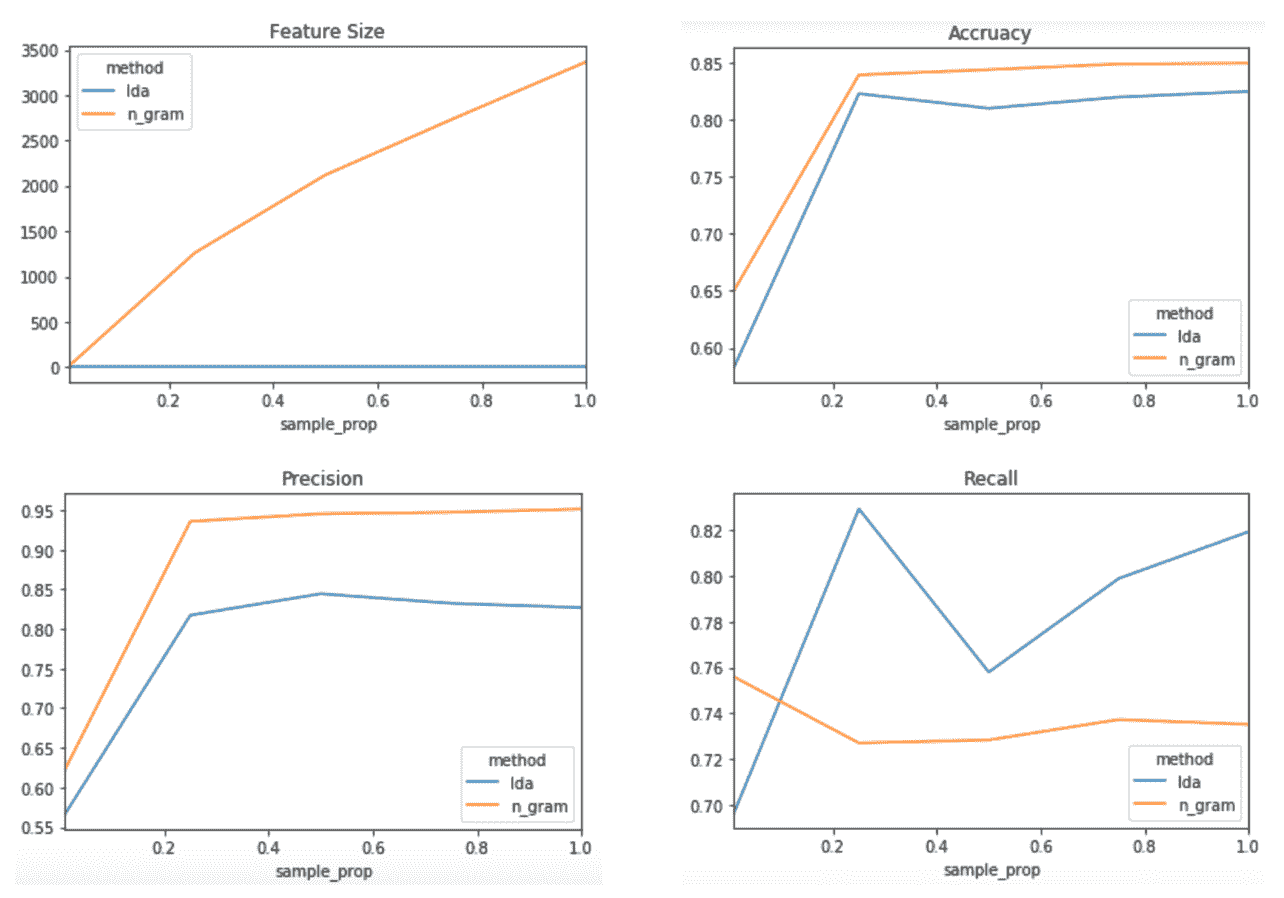 Feature Size
3500
3000
2500
2000
1500
1000
500
0
method
lda
n_gram
0.2 0.4 0.6 0.8 1.0
sample_prop
Accruacy
0.85
0.80
0.75
0.70
0.65
0.60
method
lda
n_gram
0.2 0.4 0.6 0.8 1.0
sample_prop
Precision
0.95
0.90
0.85
0.80
0.75
0.70
0.65
0.60
0.55
method
lda
n_gram
0.2 0.4 0.6 0.8 1.0
sample_prop
Recall
0.82
0.80
0.78
0.76
0.74
0.72
0.70
method
lda
n_gram
0.2 0.4 0.6 0.8 1.0
sample_prop